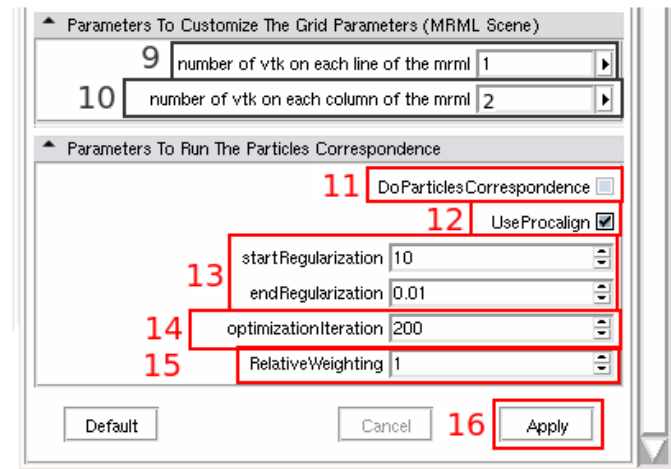 Parameters To Customize The Grid Parameters (MRML Scene)
9 number of vtk on each line of the mrml 1
10 number of vtk on each column of the mrml 2
Parameters To Run The Particles Correspondence
11 DoParticlesCorrespondence
12 UseProcalign
13 startRegularization 10
endRegularization 0.01
14 optimizationIteration 200
15 RelativeWeighting 1
Default Cancel 16 Apply